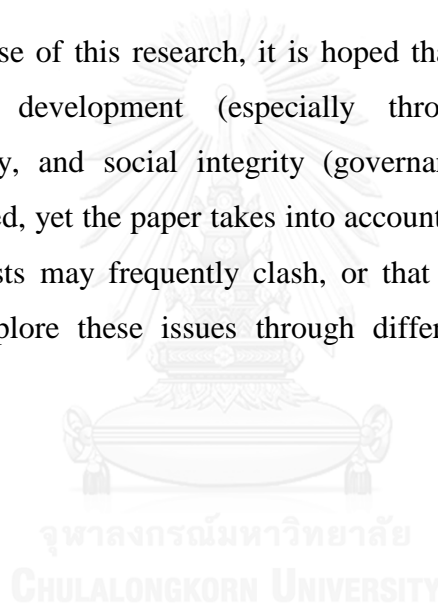 se of this research, it is hoped tha
development (especially thro
y, and social integrity (governa
ed, yet the paper takes into account
sts may frequently clash, or that
plore these issues through differ
จุฬาลงกรณ์มหาวิทยาลัย
CHULALONGKORN UNIVERSITY